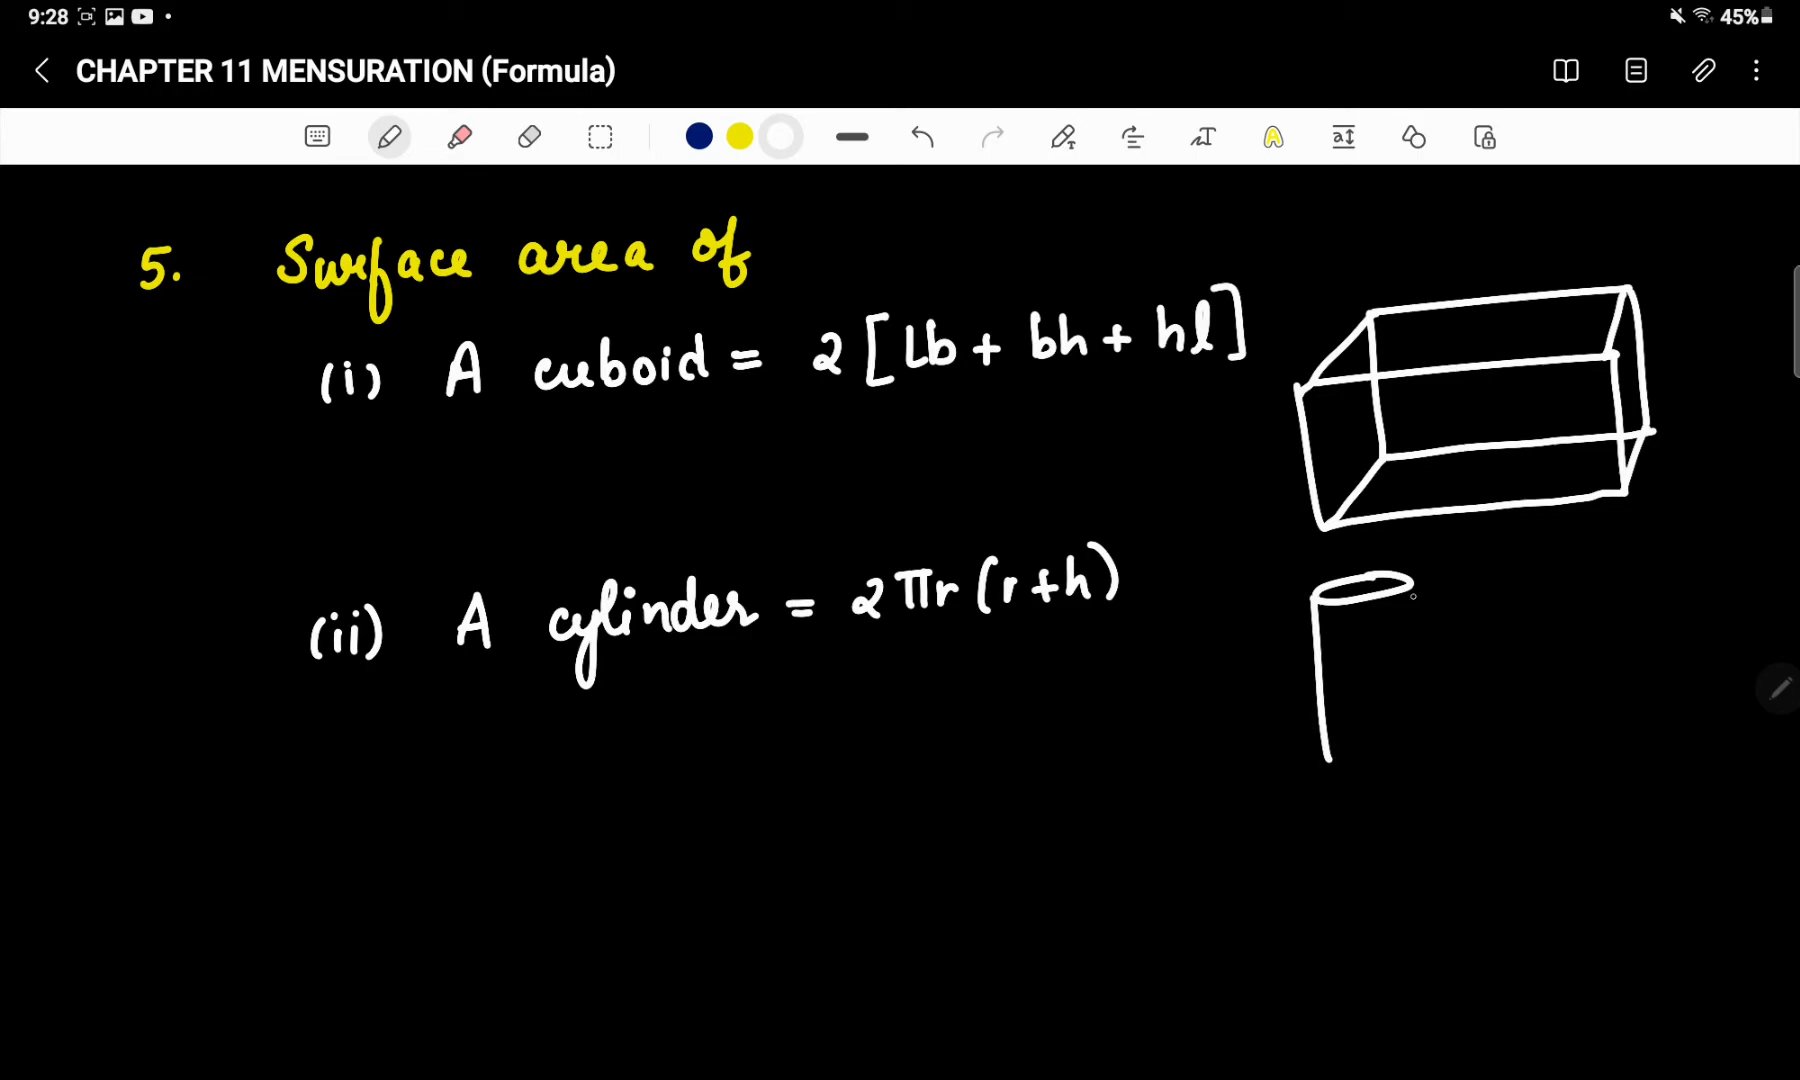 9:28 45%
CHAPTER 11 MENSURATION (Formula)
5. Surface area of
(i) A cuboid = 2 [lb + bh + hl]
(ii) A cylinder = 2πr (r+h)